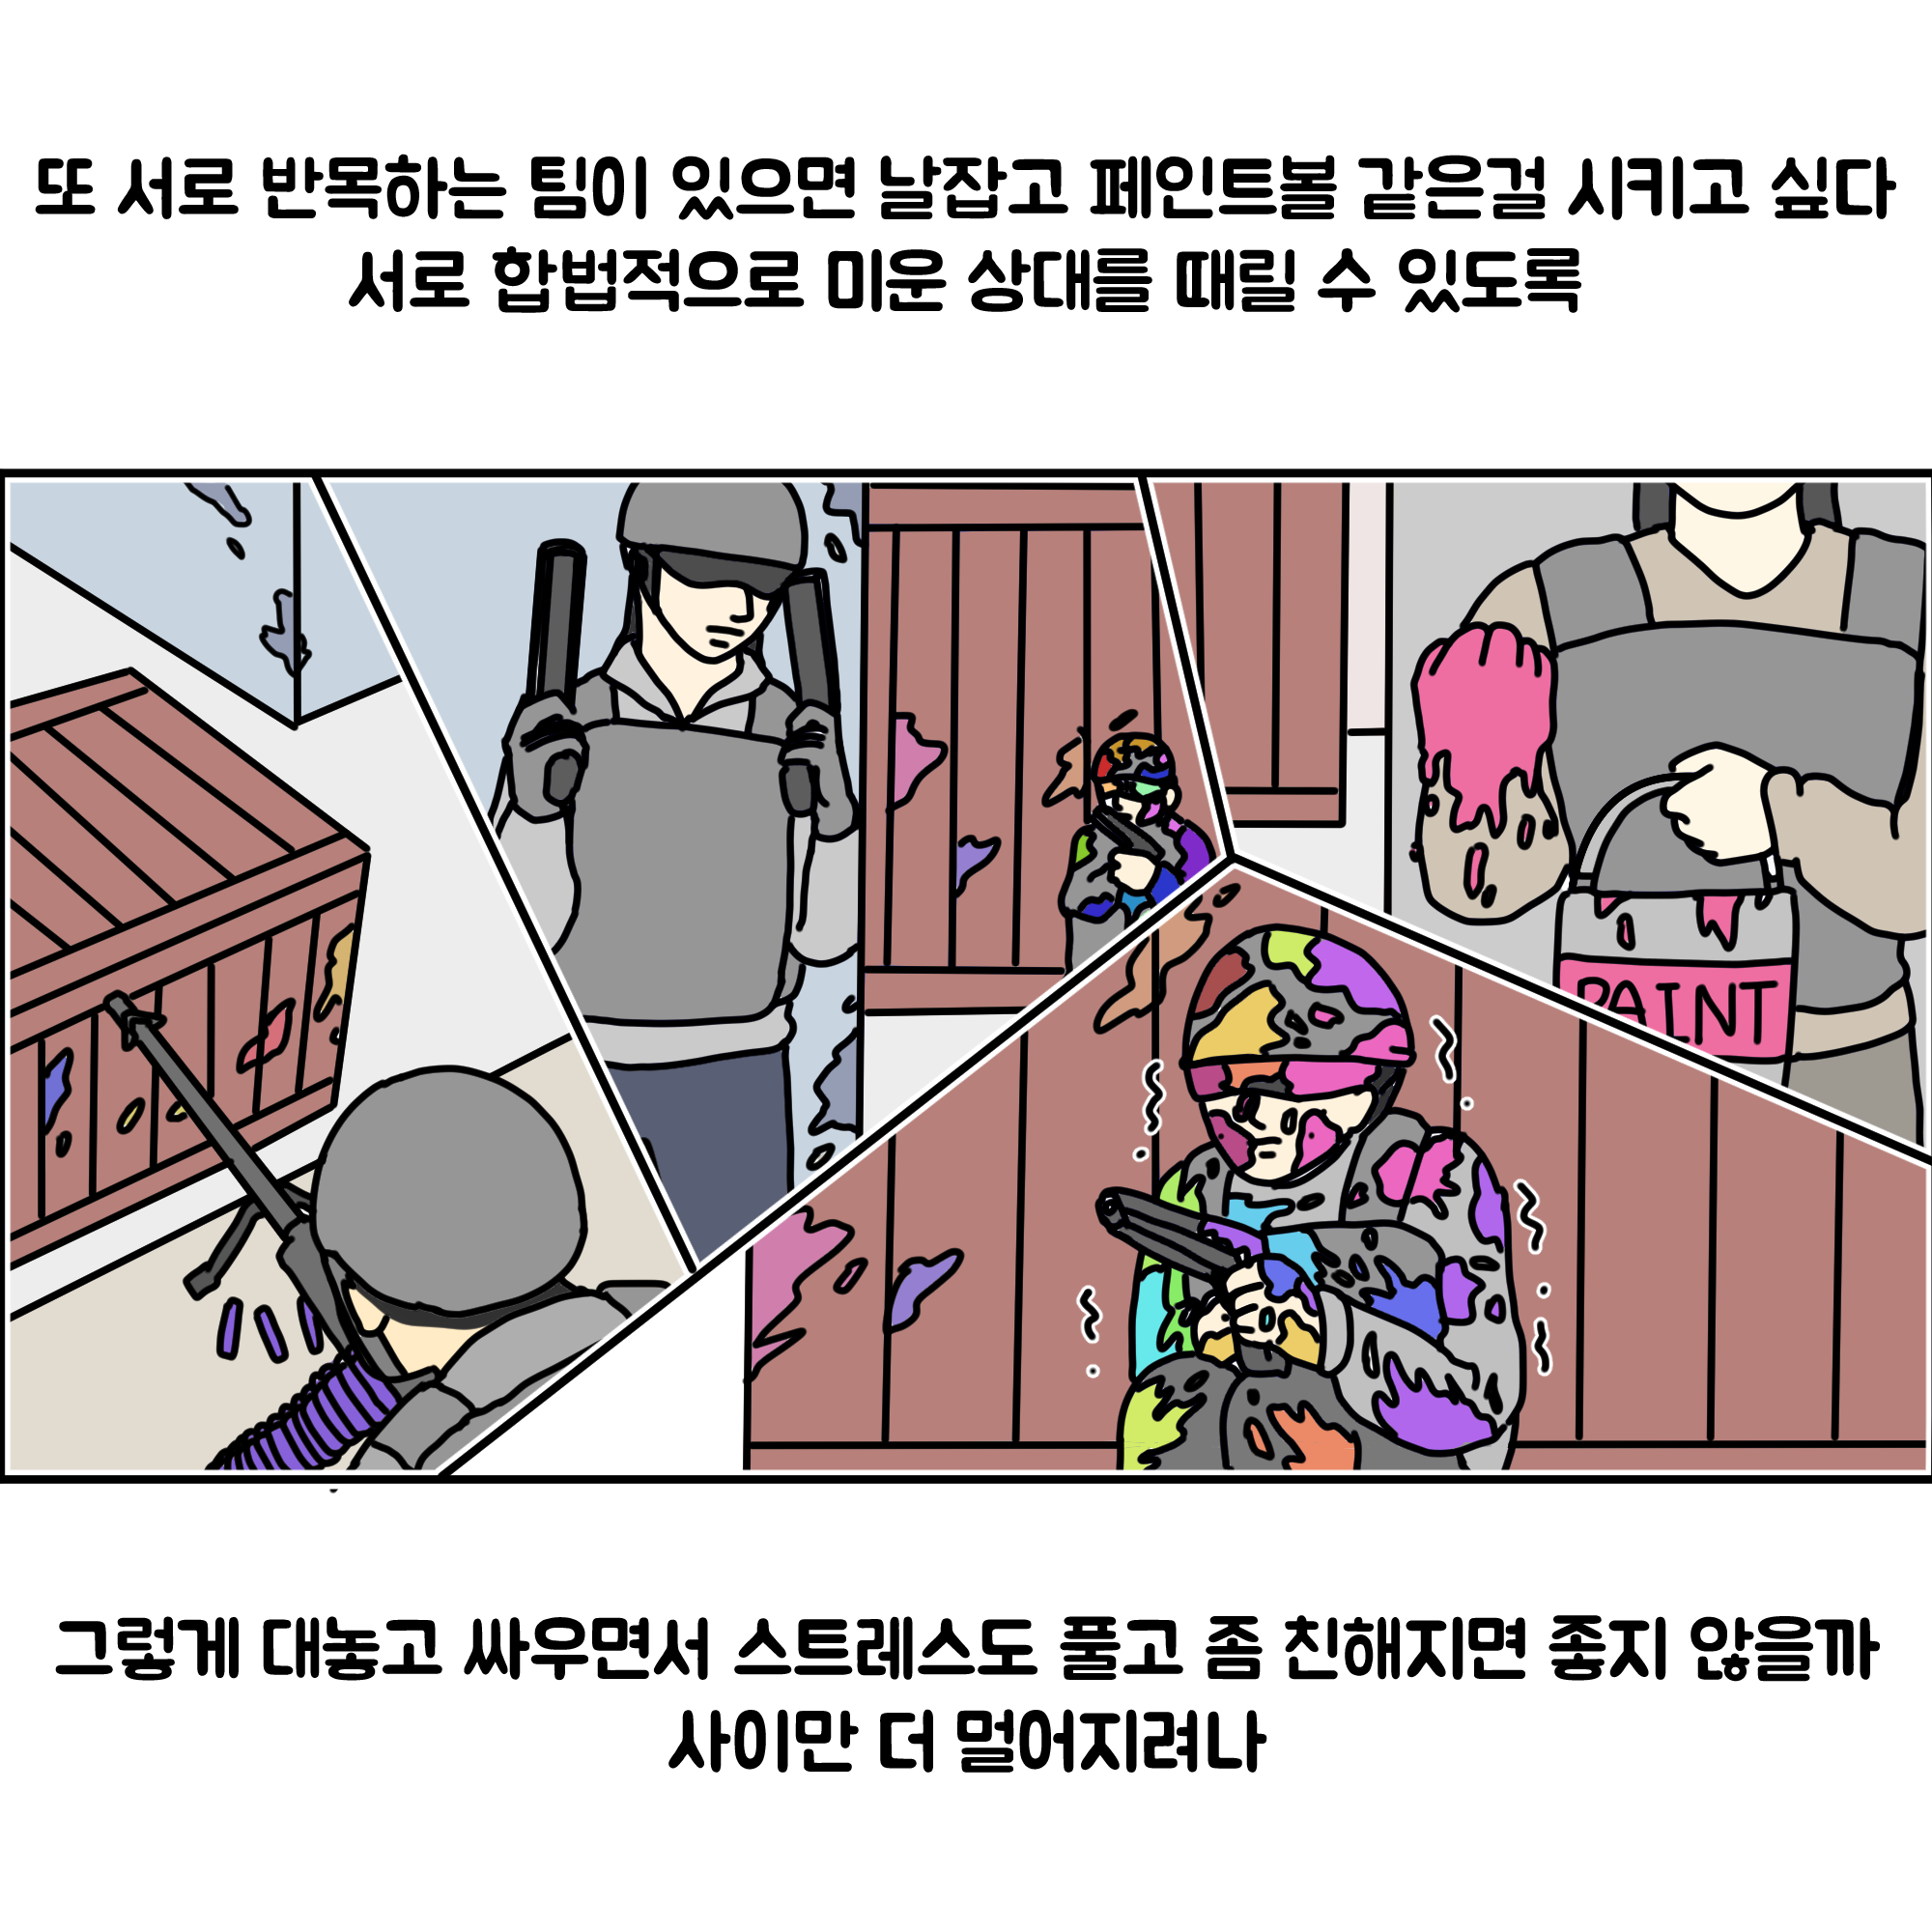 또 서로 반목하는 팀이 있으면 날잡고 페인트볼 같은걸 시키고 싶다
서로 합법적으로 미운 상대를 때릴 수 있도록
PAINT
그렇게 대놓고 싸우면서 스트레스도 풀고 좀 친해지면 좋지 않을까
사이만 더 멀어지려나